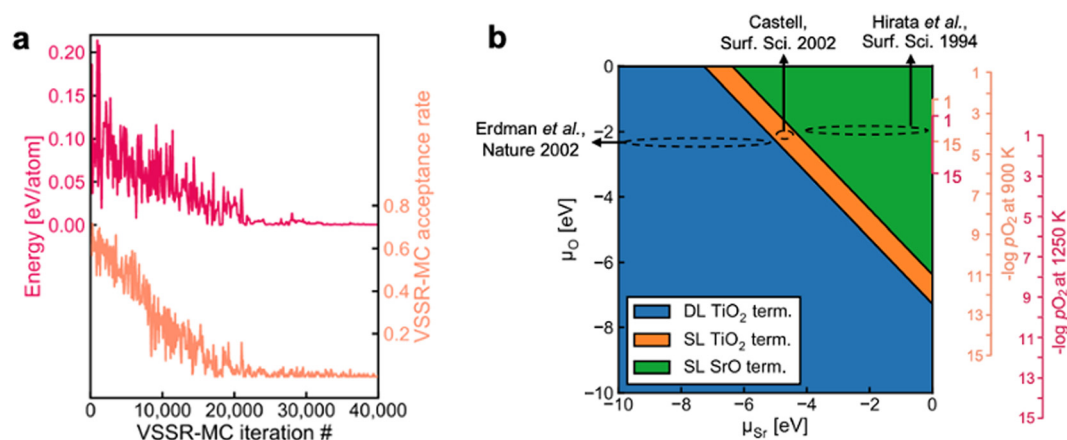 a
0.20
0.15
0.10
0.05
0.00
Energy [eV/atom]
0.8
0.6
0.4
0.2
VSSR-MC acceptance rate
0
10,000
20,000
30,000
40,000
VSSR-MC iteration #
b
Castell,
Surf. Sci. 2002
Hirata et al.,
Surf. Sci. 1994
Erdman et al.,
Nature 2002
0
−2
−4
−6
−8
−10
μO [eV]
DL TiO2 term.
SL TiO2 term.
SL SrO term.
−10
−8
−6
−4
−2
0
μSr [eV]
1
1
15
15
1
3
5
7
9
11
13
15
-log pO2 at 900 K
1
3
5
7
9
11
13
15
-log pO2 at 1250 K